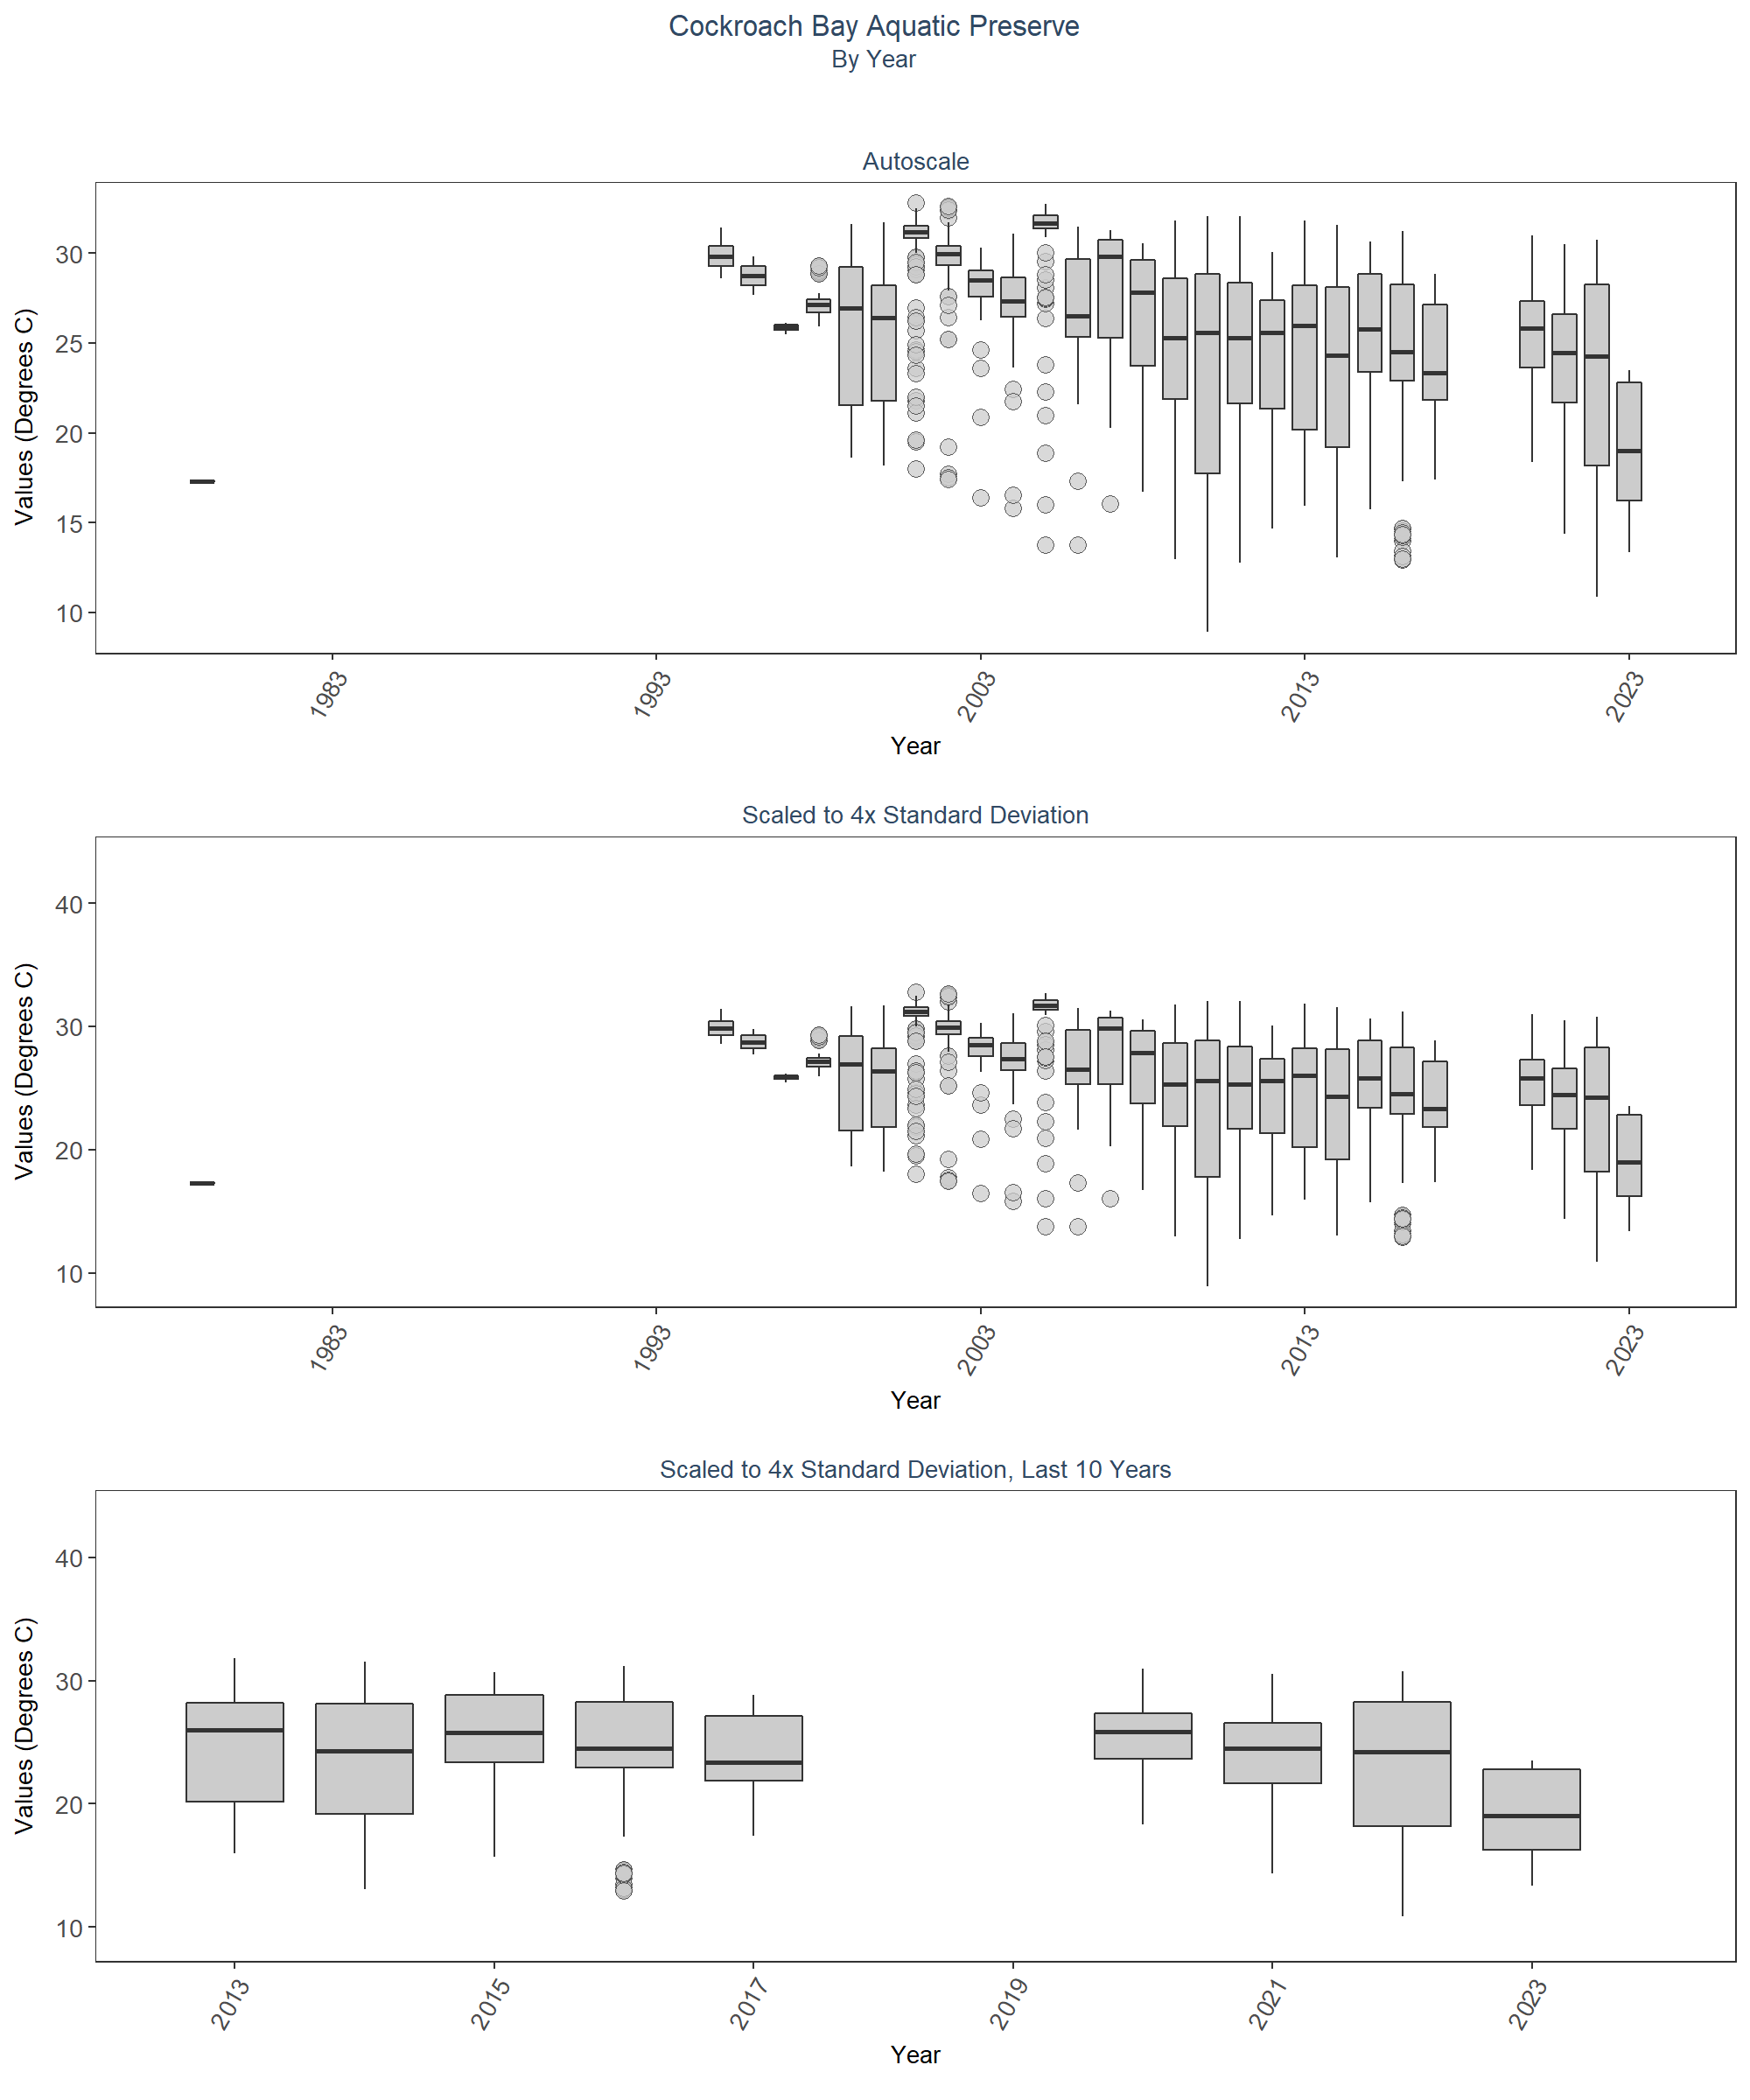 Cockroach Bay Aquatic Preserve
By Year
Autoscale
Values (Degrees C)
30
25
20
15
10
1983
1993
2003
2013
2023
Year
Scaled to 4x Standard Deviation
Values (Degrees C)
40
30
20
10
1983
1993
2003
2013
2023
Year
Scaled to 4x Standard Deviation, Last 10 Years
Values (Degrees C)
40
30
20
10
2013
2015
2017
2019
2021
2023
Year